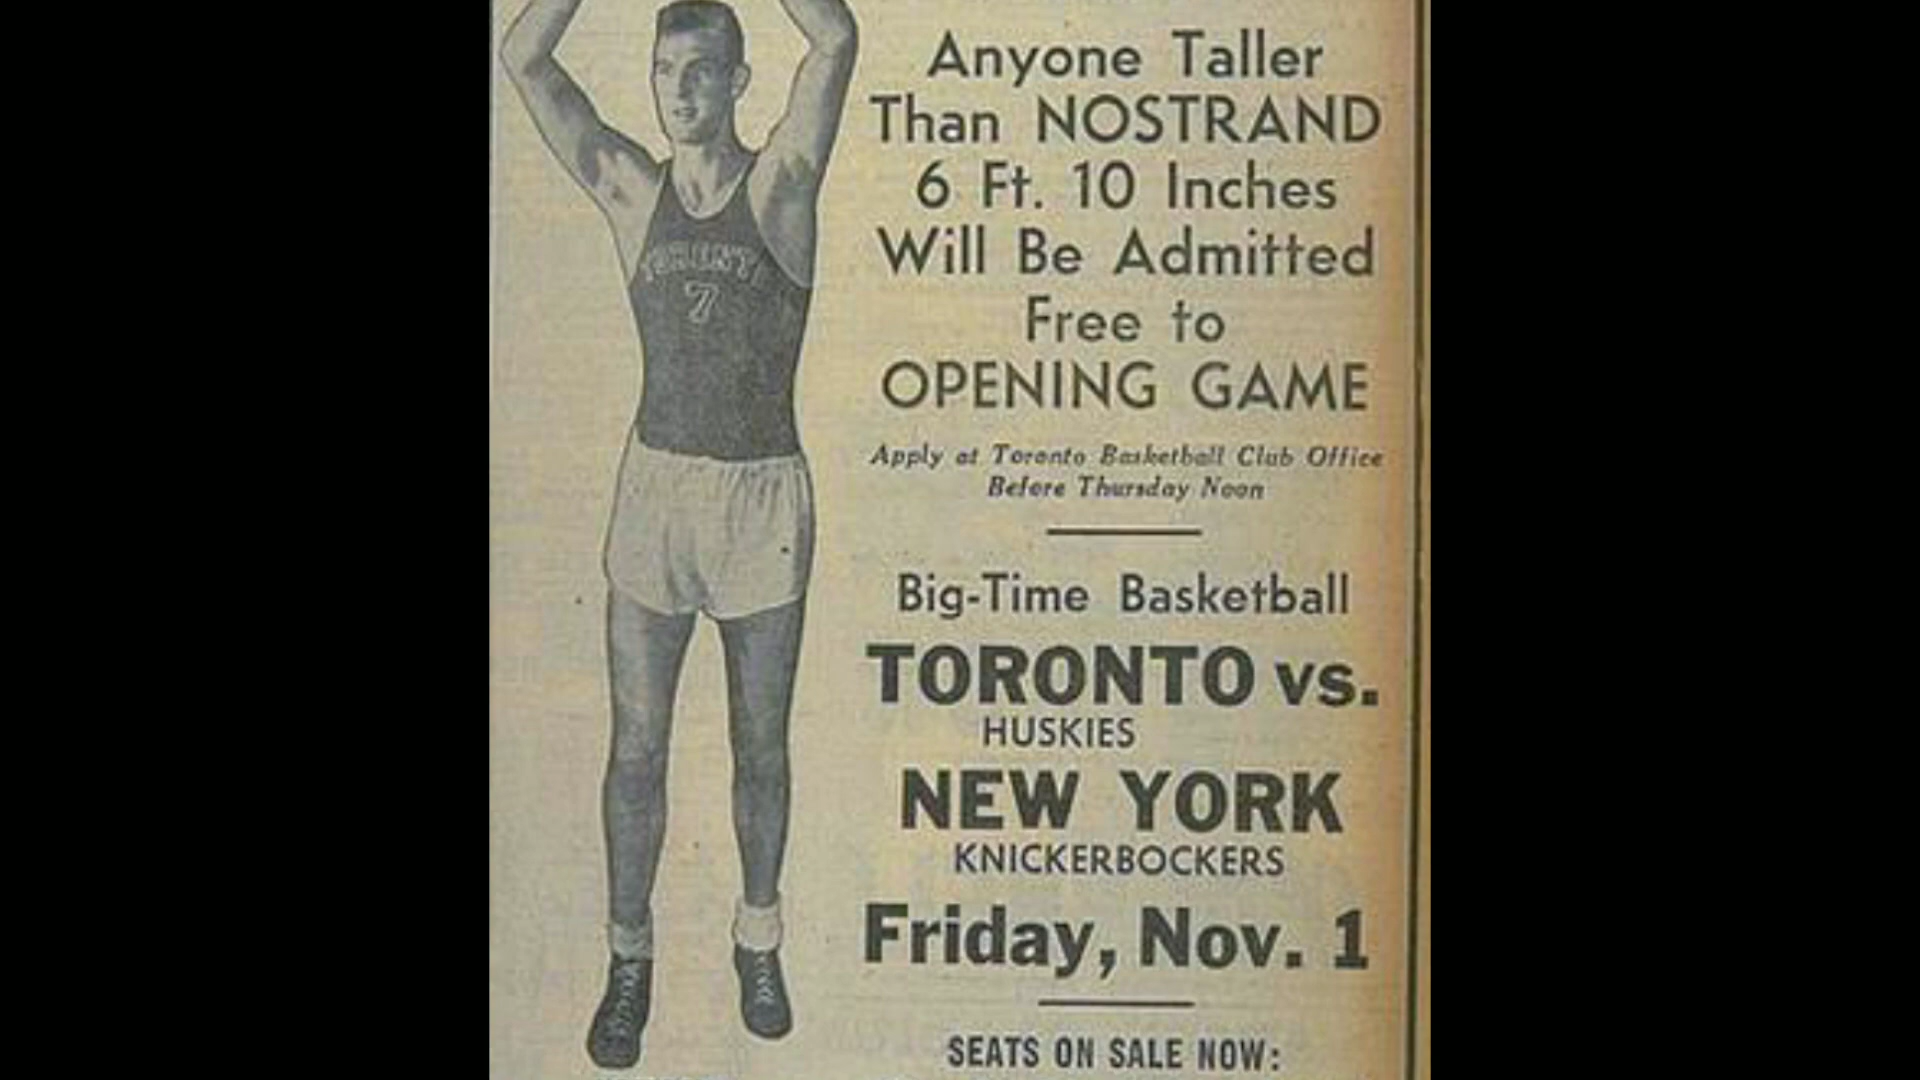 Anyone Taller
Than NOSTRAND
6 Ft. 10 Inches
Will Be Admitted
Free to
OPENING GAME
Apply at Toronto Basketball Club Office
Before Thursday Noon
Big-Time Basketball
TORONTO vs.
HUSKIES
NEW YORK
KNICKERBOCKERS
Friday, Nov. 1
SEATS ON SALE NOW:
TORONTO
7